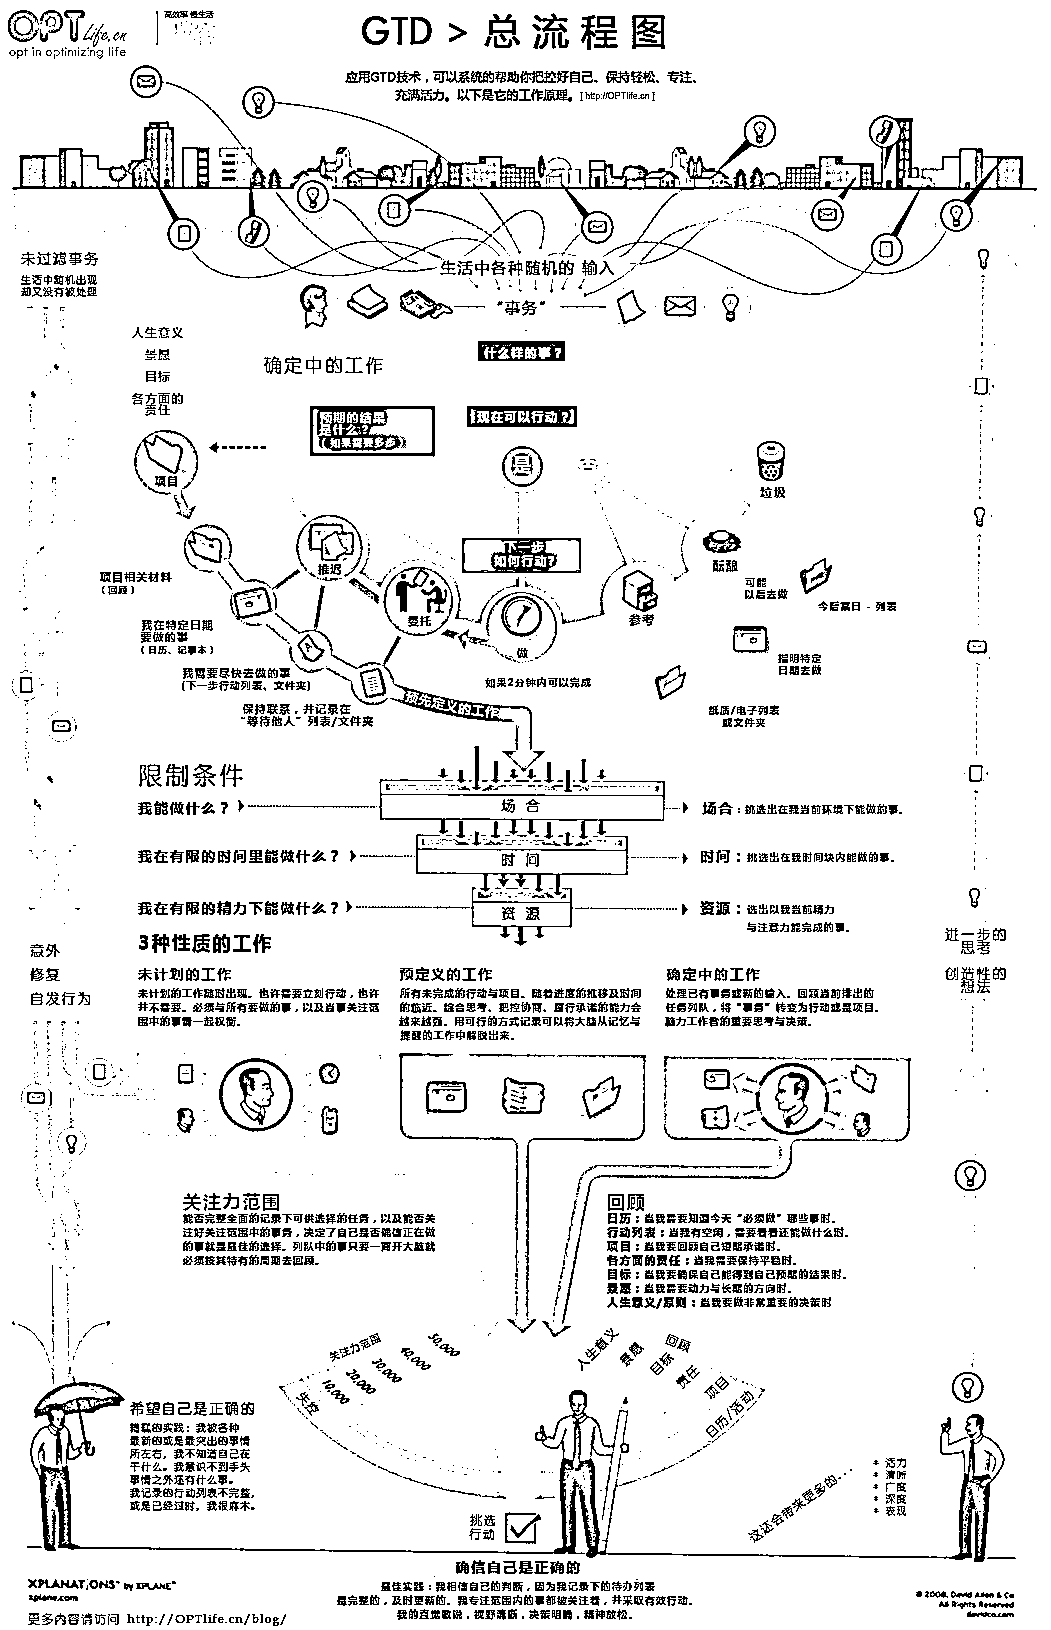 OPT Life.cn
opt in optimizing life
高效率 慢生活
GTD > 总流程图
应用GTD技术，可以系统的帮助你把控好自己、保持轻松、专注、
充满活力。以下是它的工作原理。[http://OPTlife.cn]
未过滤事务
生活中随机出现
却又没有被处理
生活中各种随机的 输入
“事务”
什么样的事？
人生意义
景愿
目标
各方面的
责任
确定中的工作
预期的结果
是什么？
（如果需要多步）
现在可以行动？
是
项目
垃圾
推迟
下一步
如何行动？
酝酿
项目相关材料
（回顾）
委托
做
参考
可能
以后去做
今后某日 - 列表
我在特定日期
要做的事
（日历、记事本）
指明特定
日期去做
我需要尽快去做的事
（下一步行动列表、文件夹）
如果2分钟内可以完成
保持联系，并记录在
“等待他人” 列表/文件夹
预先定义的工作
纸质/电子列表
或文件夹
限制条件
我能做什么？
场 合
场合：挑选出在我当前环境下能做的事。
我在有限的时间里能做什么？
时 间
时间：挑选出在我时间块内能做的事。
我在有限的精力下能做什么？
资 源
资源：选出以我当前精力
与注意力能完成的事。
意外
修复
自发行为
进一步的
思考
创造性的
想法
3种性质的工作
未计划的工作
未计划的工作随时出现。也许需要立刻行动，也许
并不需要。必须与所有要做的事，以及当事关注范
围中的事情一起权衡。
预定义的工作
所有未完成的行动与项目。随着进度的推移及时间
的临近。综合思考、把控协商、履行承诺的能力会
越来越强。用可行的方式记录可以将大脑从记忆与
提醒的工作中解脱出来。
确定中的工作
处理已有事务或新的输入。回顾当前排出的
任务列队，将“事务”转变为行动或是项目。
脑力工作者的重要思考与决策。
关注力范围
能否完整全面的记录下可供选择的任务，以及能否关
注好关注范围中的事务，决定了自己是否确信正在做
的事就是最佳的选择。列队中的事只要一离开大脑就
必须按其特有的周期去回顾。
回顾
日历：当我需要知道今天“必须做”哪些事时。
行动列表：当我有空闲，需要看看还能做什么时。
项目：当我要回顾自己短期承诺时。
各方面的责任：当我需要保持平稳时。
目标：当我要确保自己能得到自己预期的结果时。
景愿：当我需要动力与长期的方向时。
人生意义/原则：当我要做非常重要的决策时
关注力范围
50,000
40,000
30,000
20,000
10,000
失控
人生意义
景愿
目标
责任
项目
日历/活动
回顾
希望自己是正确的
糟糕的实践：我被各种
最新的或是最突出的事情
所左右，我不知道自己在
干什么。我意识不到手头
事情之外还有什么事。
我记录的行动列表不完整，
或是已经过时，我很麻木。
挑选
行动
这还会带来更多的...
* 活力
* 清晰
* 广度
* 深度
* 表现
确信自己是正确的
最佳实践：我相信自己的判断，因为我记录下的待办列表
是完整的，及时更新的。我专注范围内的事都被关注着，并采取有效行动。
我的直觉敏锐，视野清晰，决策明确，精神放松。
XPLANATIONS™ by XPLANE™
xplane.com
更多内容请访问 http://OPTlife.cn/blog/
© 2008, David Allen & Co
All Rights Reserved
davidco.com